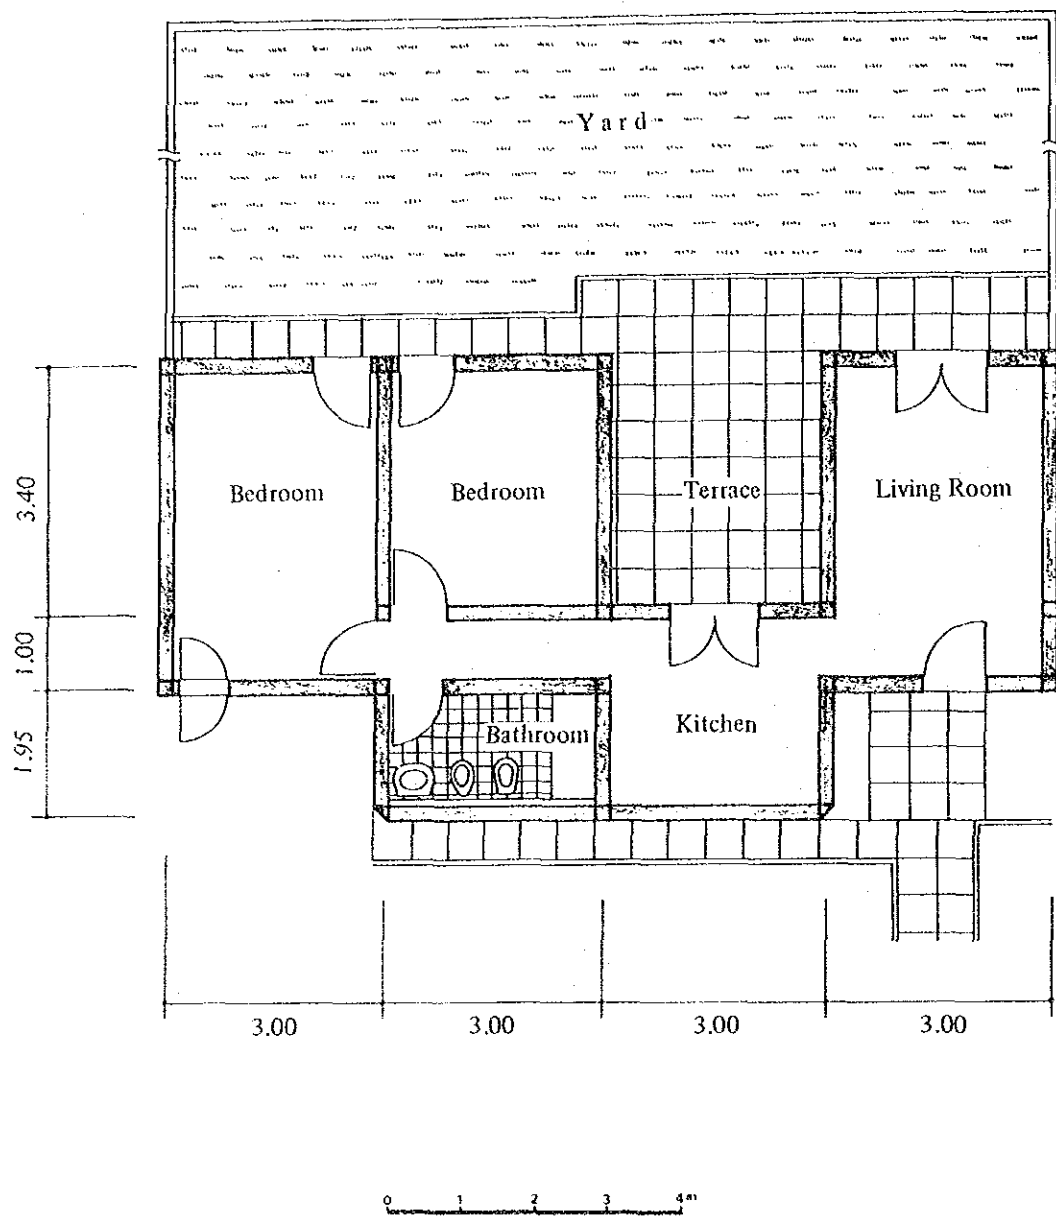 Yard
Bedroom
Bedroom
Terrace
Living Room
Bathroom
Kitchen
3.40
1.00
1.95
3.00
3.00
3.00
3.00
0 1 2 3 4 m